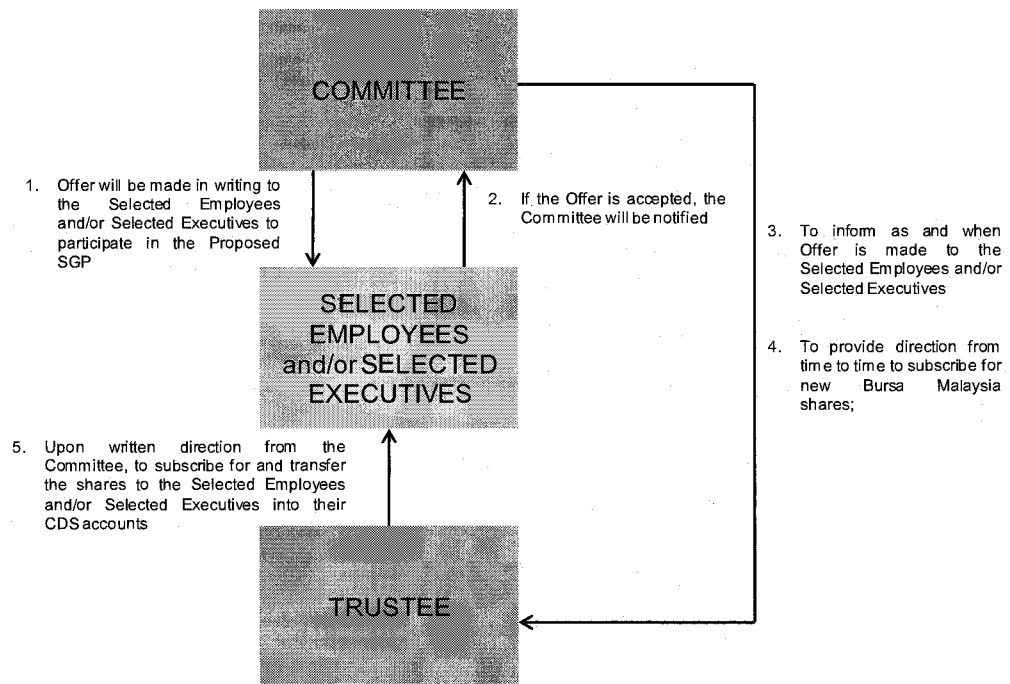 COMMITTEE
1. Offer will be made in writing to
the Selected Employees
and/or Selected Executives to
participate in the Proposed
SGP
2. If the Offer is accepted, the
Committee will be notified
3. To inform as and when
Offer is made to the
Selected Employees and/or
Selected Executives
4. To provide direction from
time to time to subscribe for
new Bursa Malaysia
shares;
SELECTED
EMPLOYEES
and/or SELECTED
EXECUTIVES
5. Upon written direction from the
Committee, to subscribe for and transfer
the shares to the Selected Employees
and/or Selected Executives into their
CDS accounts
TRUSTEE